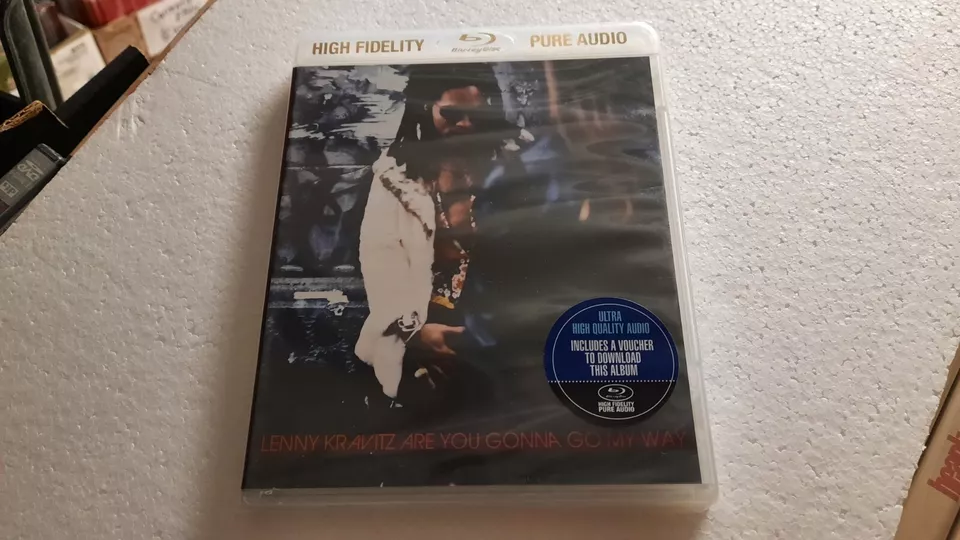 HIGH FIDELITY
Blu-ray Disc
PURE AUDIO
ULTRA
HIGH QUALITY AUDIO
INCLUDES A VOUCHER
TO DOWNLOAD
THIS ALBUM
HIGH FIDELITY
PURE AUDIO
LENNY KRAVITZ ARE YOU GONNA GO MY WAY